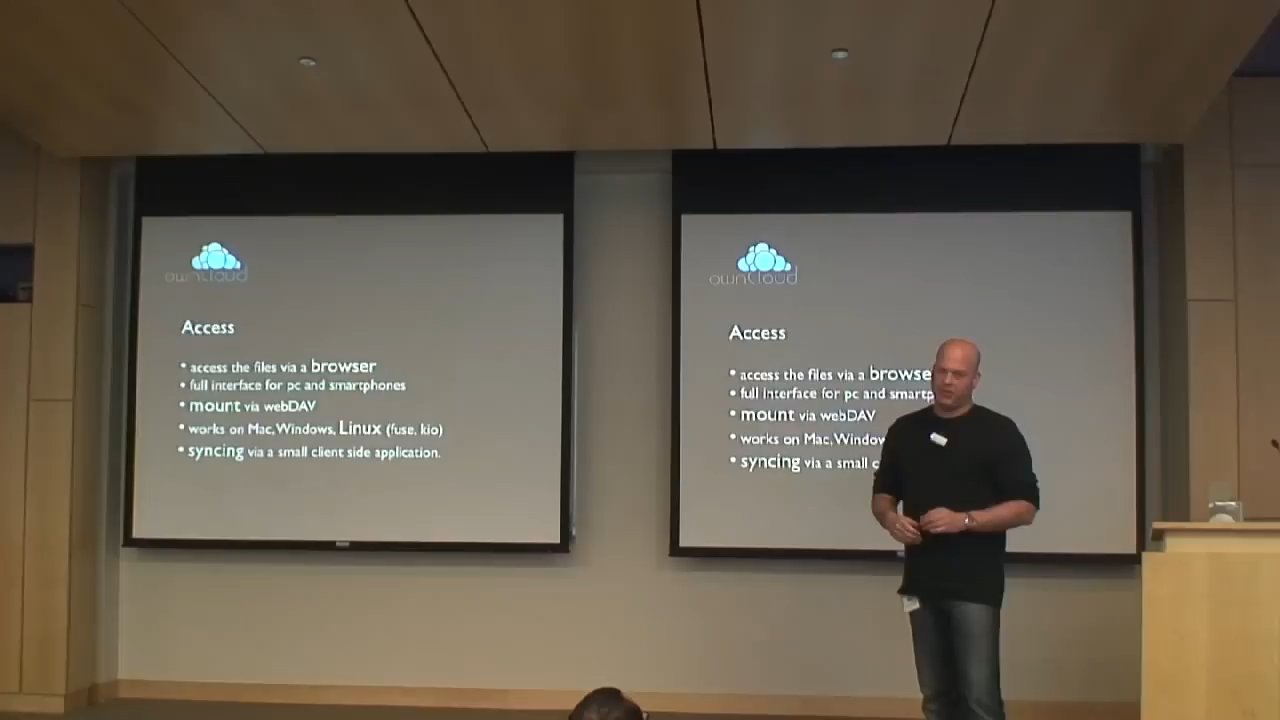 ownCloud
Access
• access the files via a browser
• full interface for pc and smartphones
• mount via webDAV
• works on Mac, Windows, Linux (fuse, kio)
• syncing via a small client side application.
ownCloud
Access
• access the files via a browse
• full interface for pc and smartp
• mount via webDAV
• works on Mac, Window
• syncing via a small c